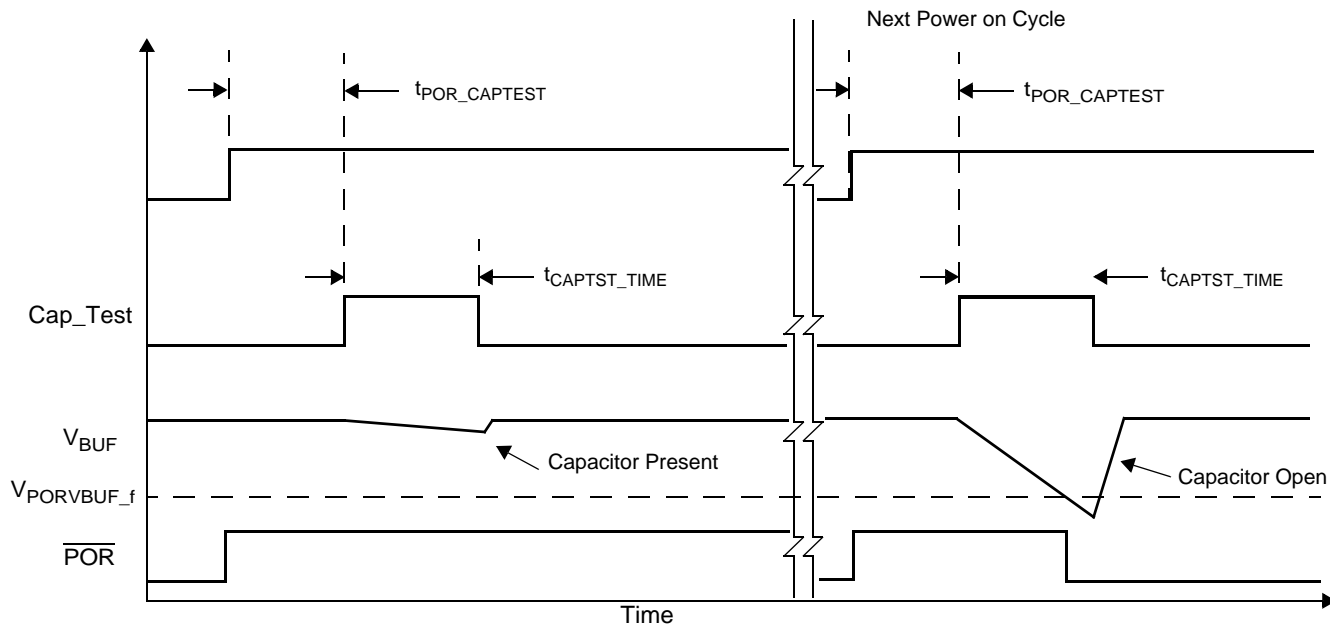 Next Power on Cycle
tPOR_CAPTEST
tPOR_CAPTEST
tCAPTST_TIME
tCAPTST_TIME
Cap_Test
VBUF
Capacitor Present
Capacitor Open
VPORVBUF_f
POR
Time